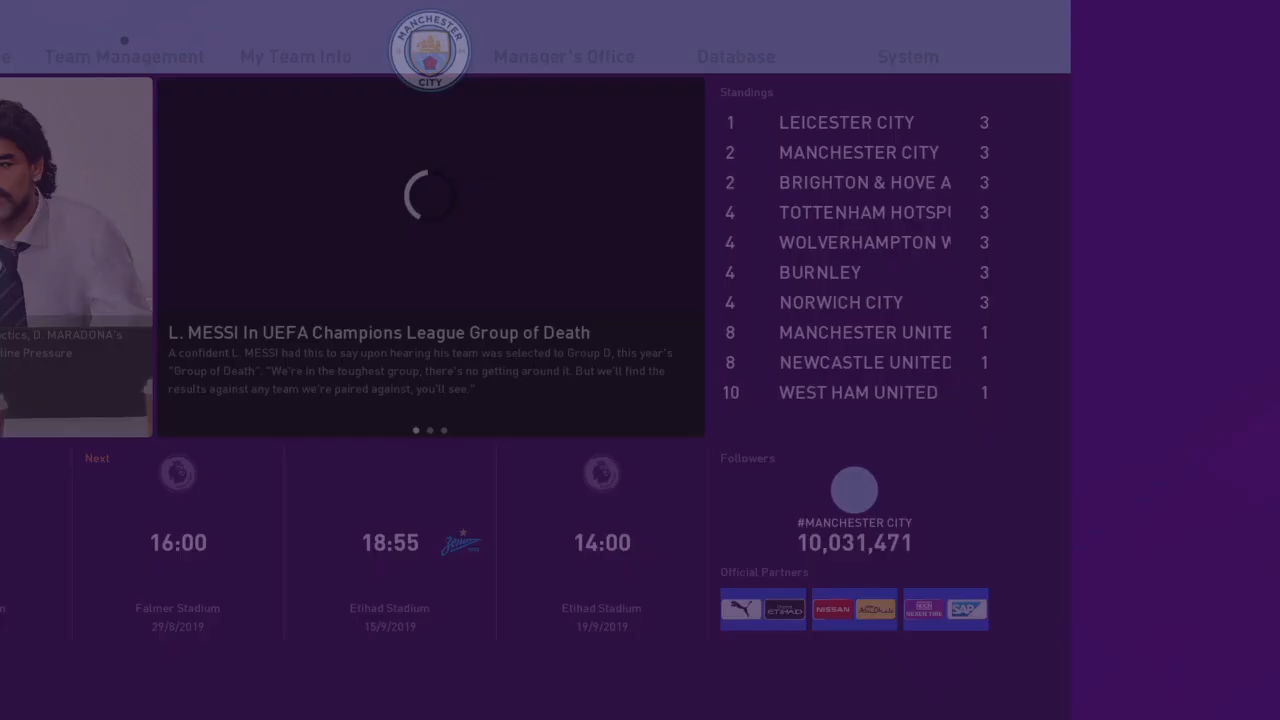 e
Team Management
My Team Info
MANCHESTER
CITY
Manager's Office
Database
System
ctics, D. MARADONA's
line Pressure
L. MESSI In UEFA Champions League Group of Death
A confident L. MESSI had this to say upon hearing his team was selected to Group D, this year's
"Group of Death". "We're in the toughest group, there's no getting around it. But we'll find the
results against any team we're paired against, you'll see."
Standings
1 LEICESTER CITY 3
2 MANCHESTER CITY 3
2 BRIGHTON & HOVE A 3
4 TOTTENHAM HOTSPU 3
4 WOLVERHAMPTON W 3
4 BURNLEY 3
4 NORWICH CITY 3
8 MANCHESTER UNITE 1
8 NEWCASTLE UNITED 1
10 WEST HAM UNITED 1
m
Next
16:00
Falmer Stadium
29/8/2019
18:55
Etihad Stadium
15/9/2019
14:00
Etihad Stadium
19/9/2019
Followers
#MANCHESTER CITY
10,031,471
Official Partners
ETIHAD
NISSAN
Abu Dhabi
NEXEN TIRE
SAP